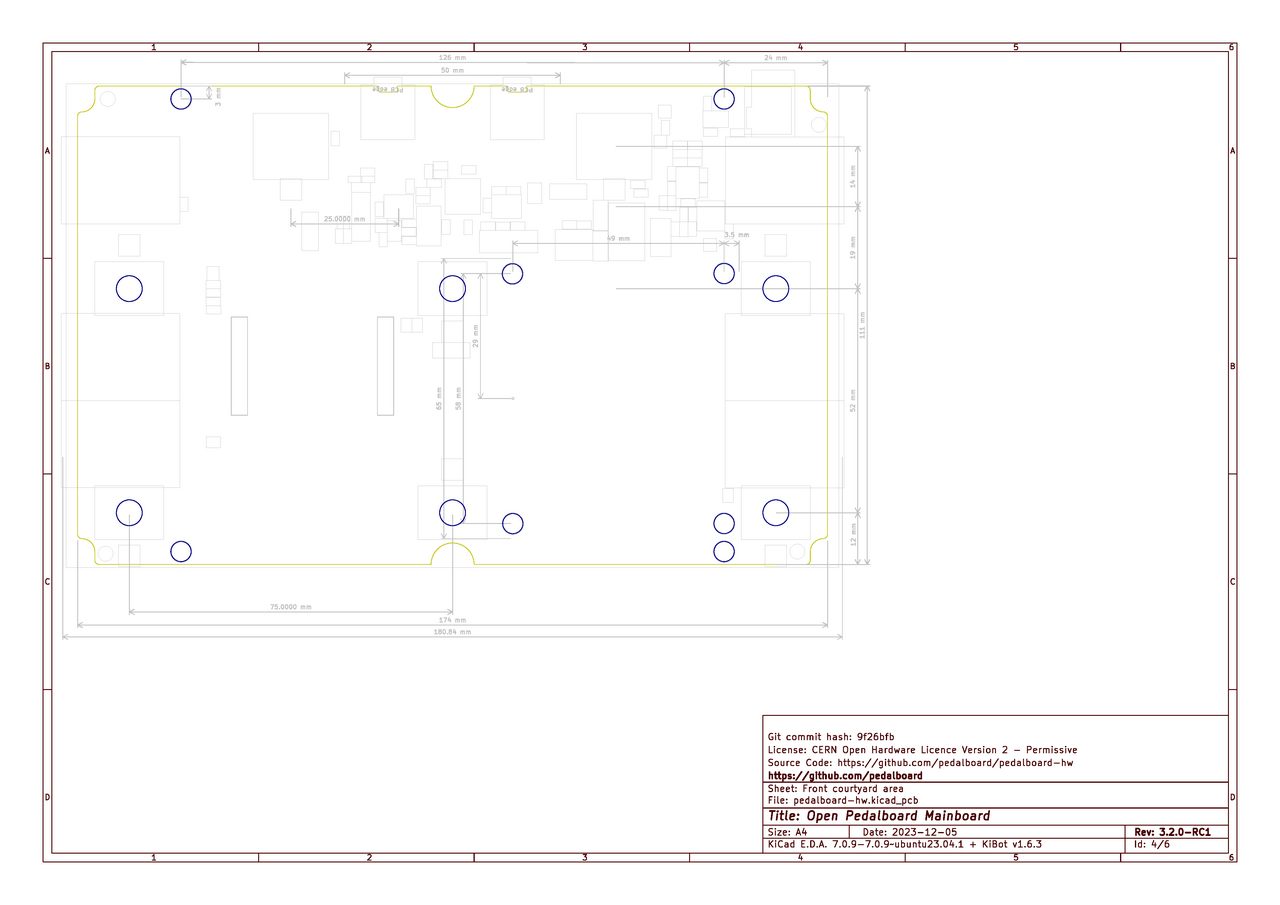 1 2 3 4 5 6
126 mm
24 mm
50 mm
PCB edge
PCB edge
3 mm
A
A
14 mm
25.0000 mm
3.5 mm
49 mm
19 mm
111 mm
29 mm
B
B
65 mm
58 mm
52 mm
12 mm
C
C
75.0000 mm
174 mm
180.84 mm
Git commit hash: 9f26bfb
License: CERN Open Hardware Licence Version 2 - Permissive
Source Code: https://github.com/pedalboard/pedalboard-hw
https://github.com/pedalboard
Sheet: Front courtyard area
File: pedalboard-hw.kicad_pcb
D
D
Title: Open Pedalboard Mainboard
Size: A4 Date: 2023-12-05 Rev: 3.2.0-RC1
KiCad E.D.A. 7.0.9-7.0.9~ubuntu23.04.1 + KiBot v1.6.3 Id: 4/6
1 2 3 4 5 6